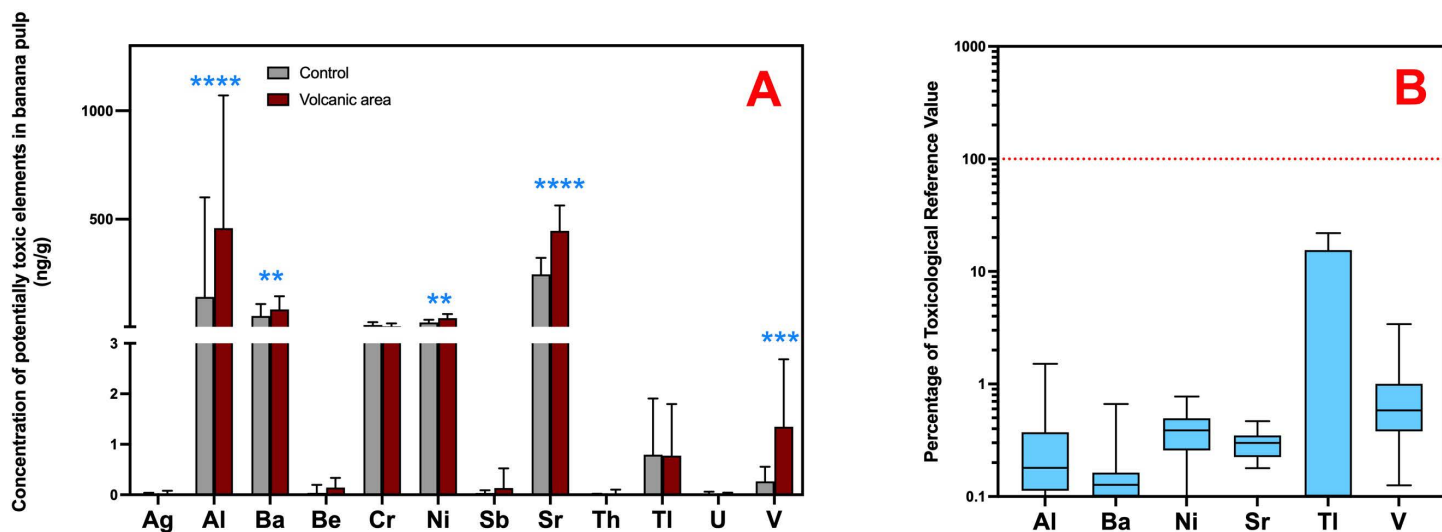 Concentration of potentially toxic elements in banana pulp
(ng/g)
1000
500
3
2
1
0
Control
Volcanic area
A
****
**
**
****
***
Ag Al Ba Be Cr Ni Sb Sr Th Tl U V
Percentage of Toxicological Reference Value
1000
100
10
1
0.1
B
Al Ba Ni Sr Tl V